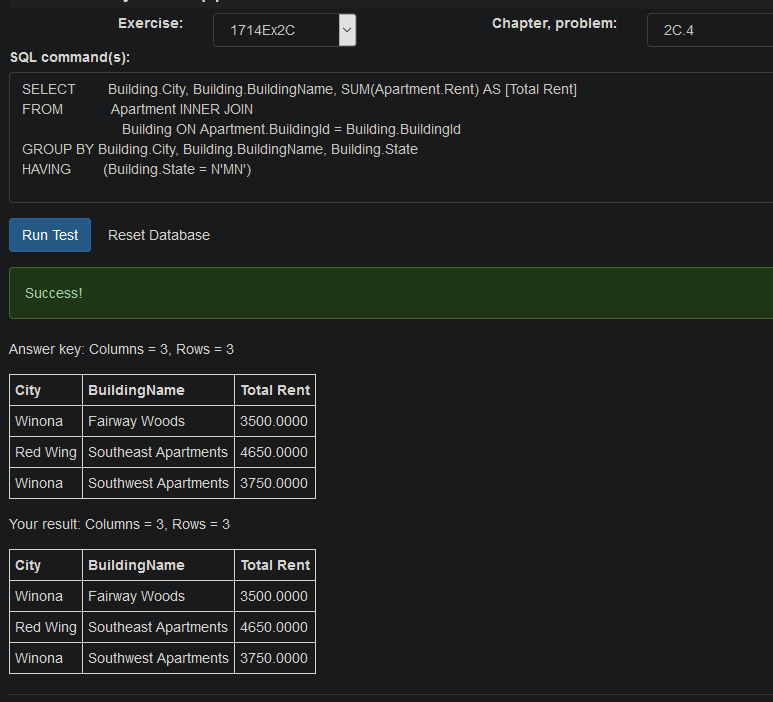 Exercise: 1714Ex2C Chapter, problem: 2C.4
SQL command(s):
SELECT Building.City, Building.BuildingName, SUM(Apartment.Rent) AS [Total Rent]
FROM Apartment INNER JOIN
Building ON Apartment.BuildingId = Building.BuildingId
GROUP BY Building.City, Building.BuildingName, Building.State
HAVING (Building.State = N'MN')
Run Test Reset Database
Success!
Answer key: Columns = 3, Rows = 3
City BuildingName Total Rent
Winona Fairway Woods 3500.0000
Red Wing Southeast Apartments 4650.0000
Winona Southwest Apartments 3750.0000
Your result: Columns = 3, Rows = 3
City BuildingName Total Rent
Winona Fairway Woods 3500.0000
Red Wing Southeast Apartments 4650.0000
Winona Southwest Apartments 3750.0000